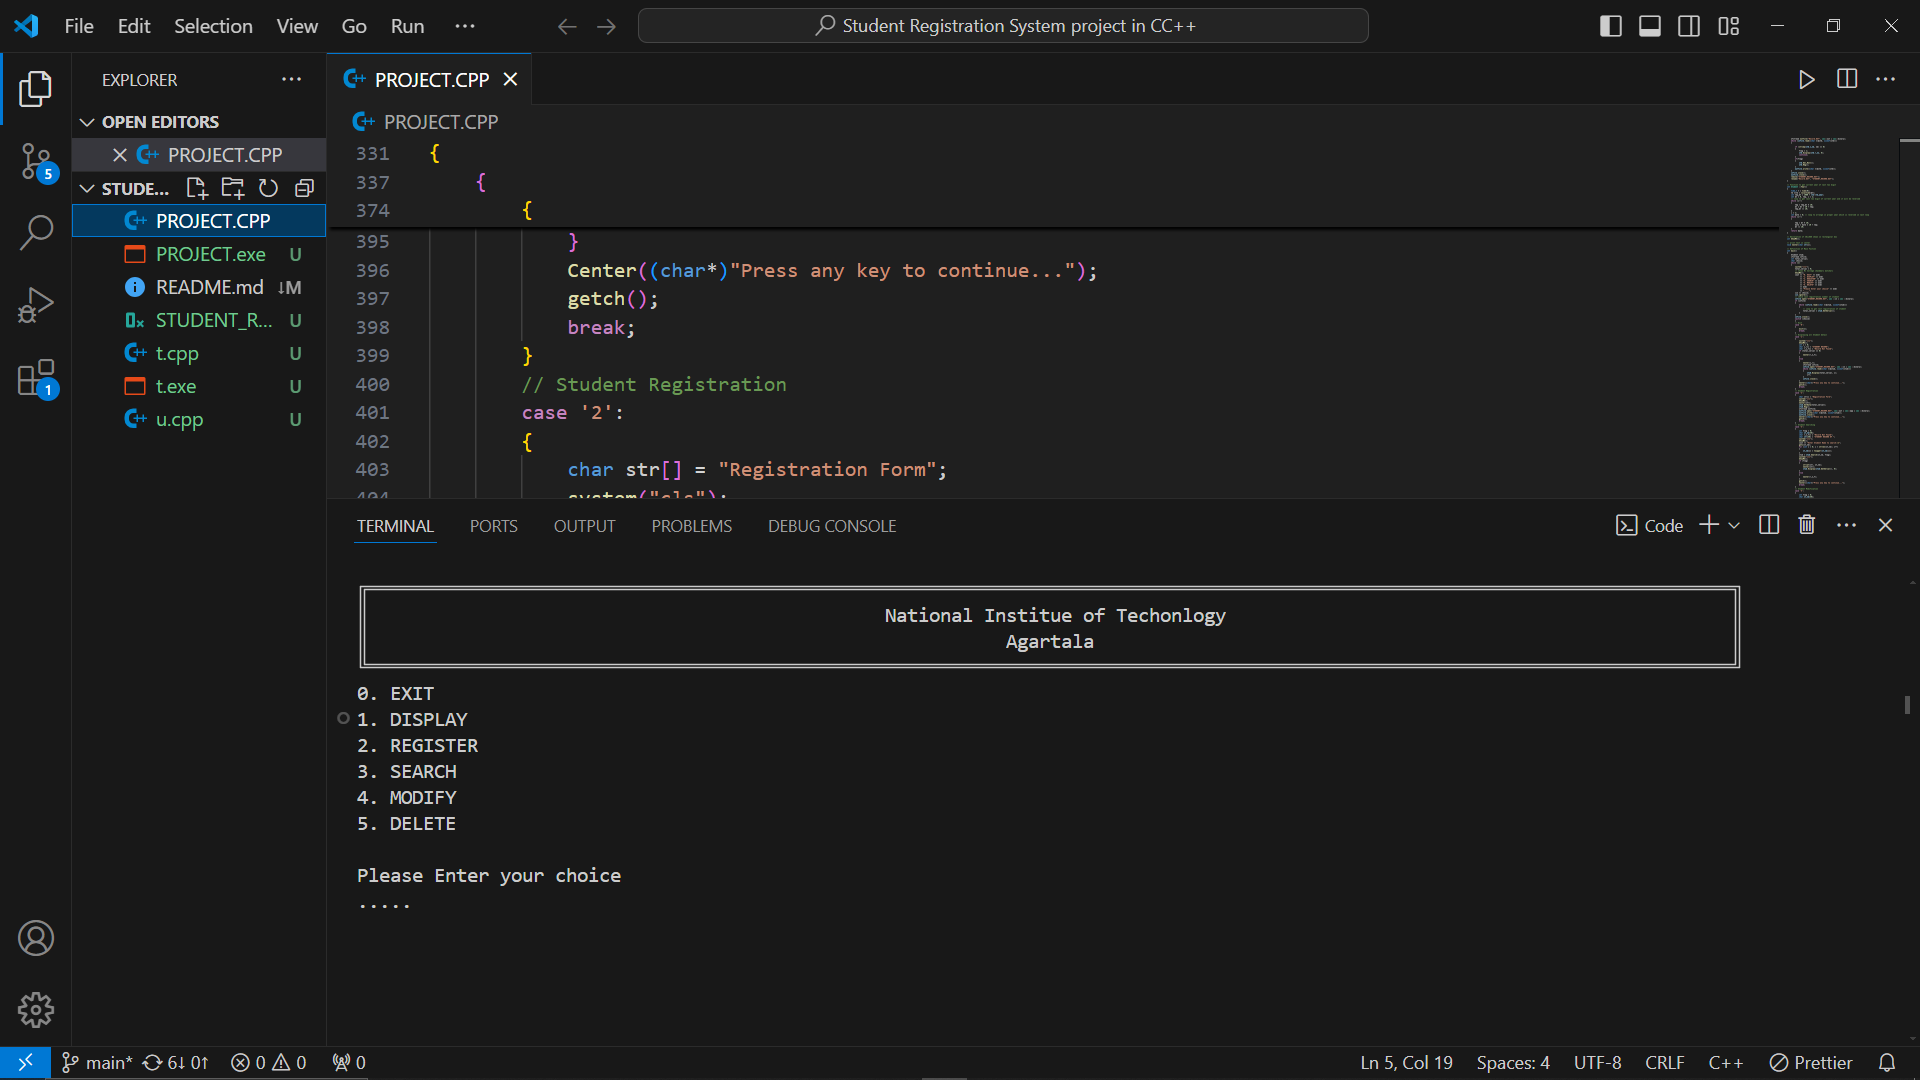 File Edit Selection View Go Run ... Student Registration System project in CC++
EXPLORER ...
OPEN EDITORS
PROJECT.CPP
STUDE...
PROJECT.CPP
PROJECT.exe U
README.md ↓M
STUDENT_R... U
t.cpp U
t.exe U
u.cpp U
5
1
PROJECT.CPP
PROJECT.CPP
331 {
337 {
374 {
395 }
396 Center((char*)"Press any key to continue...");
397 getch();
398 break;
399 }
400 // Student Registration
401 case '2':
402 {
403 char str[] = "Registration Form";
404 system("cls");
TERMINAL PORTS OUTPUT PROBLEMS DEBUG CONSOLE Code
National Institue of Techonlogy
Agartala
0. EXIT
1. DISPLAY
2. REGISTER
3. SEARCH
4. MODIFY
5. DELETE
Please Enter your choice
.....
main* 6↓ 0↑ 0 0 0 Ln 5, Col 19 Spaces: 4 UTF-8 CRLF C++ Prettier